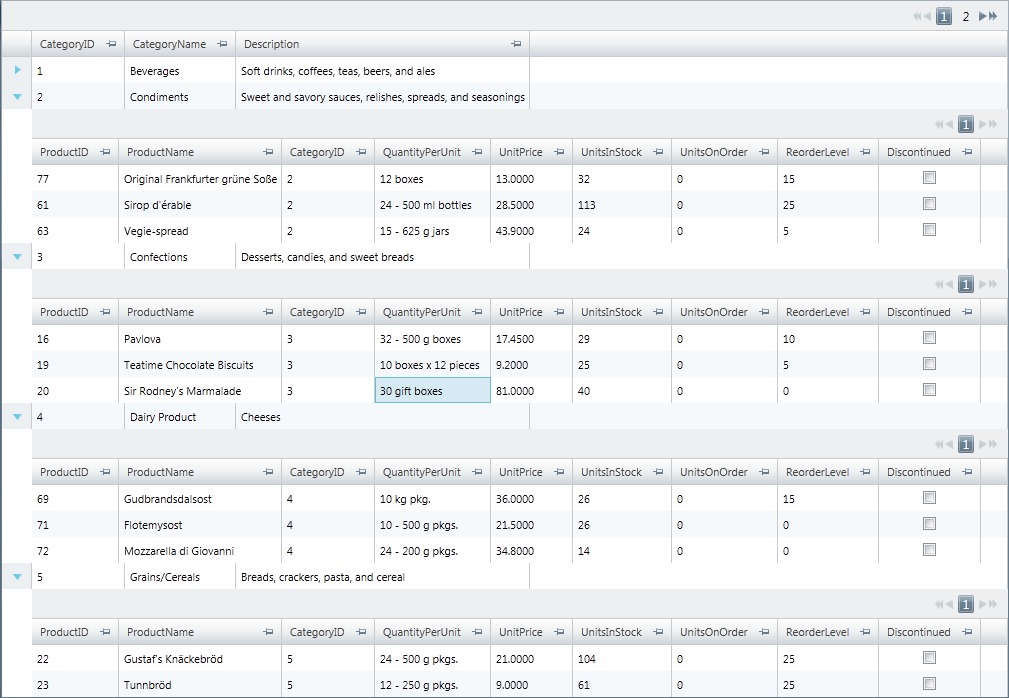 1 2
CategoryID CategoryName Description
1 Beverages Soft drinks, coffees, teas, beers, and ales
2 Condiments Sweet and savory sauces, relishes, spreads, and seasonings
1
ProductID ProductName CategoryID QuantityPerUnit UnitPrice UnitsInStock UnitsOnOrder ReorderLevel Discontinued
77 Original Frankfurter grüne Soße 2 12 boxes 13.0000 32 0 15
61 Sirop d'érable 2 24 - 500 ml bottles 28.5000 113 0 25
63 Vegie-spread 2 15 - 625 g jars 43.9000 24 0 5
3 Confections Desserts, candies, and sweet breads
1
ProductID ProductName CategoryID QuantityPerUnit UnitPrice UnitsInStock UnitsOnOrder ReorderLevel Discontinued
16 Pavlova 3 32 - 500 g boxes 17.4500 29 0 10
19 Teatime Chocolate Biscuits 3 10 boxes x 12 pieces 9.2000 25 0 5
20 Sir Rodney's Marmalade 3 30 gift boxes 81.0000 40 0 0
4 Dairy Product Cheeses
1
ProductID ProductName CategoryID QuantityPerUnit UnitPrice UnitsInStock UnitsOnOrder ReorderLevel Discontinued
69 Gudbrandsdalsost 4 10 kg pkg. 36.0000 26 0 15
71 Flotemysost 4 10 - 500 g pkgs. 21.5000 26 0 0
72 Mozzarella di Giovanni 4 24 - 200 g pkgs. 34.8000 14 0 0
5 Grains/Cereals Breads, crackers, pasta, and cereal
1
ProductID ProductName CategoryID QuantityPerUnit UnitPrice UnitsInStock UnitsOnOrder ReorderLevel Discontinued
22 Gustaf's Knäckebröd 5 24 - 500 g pkgs. 21.0000 104 0 25
23 Tunnbröd 5 12 - 250 g pkgs. 9.0000 61 0 25